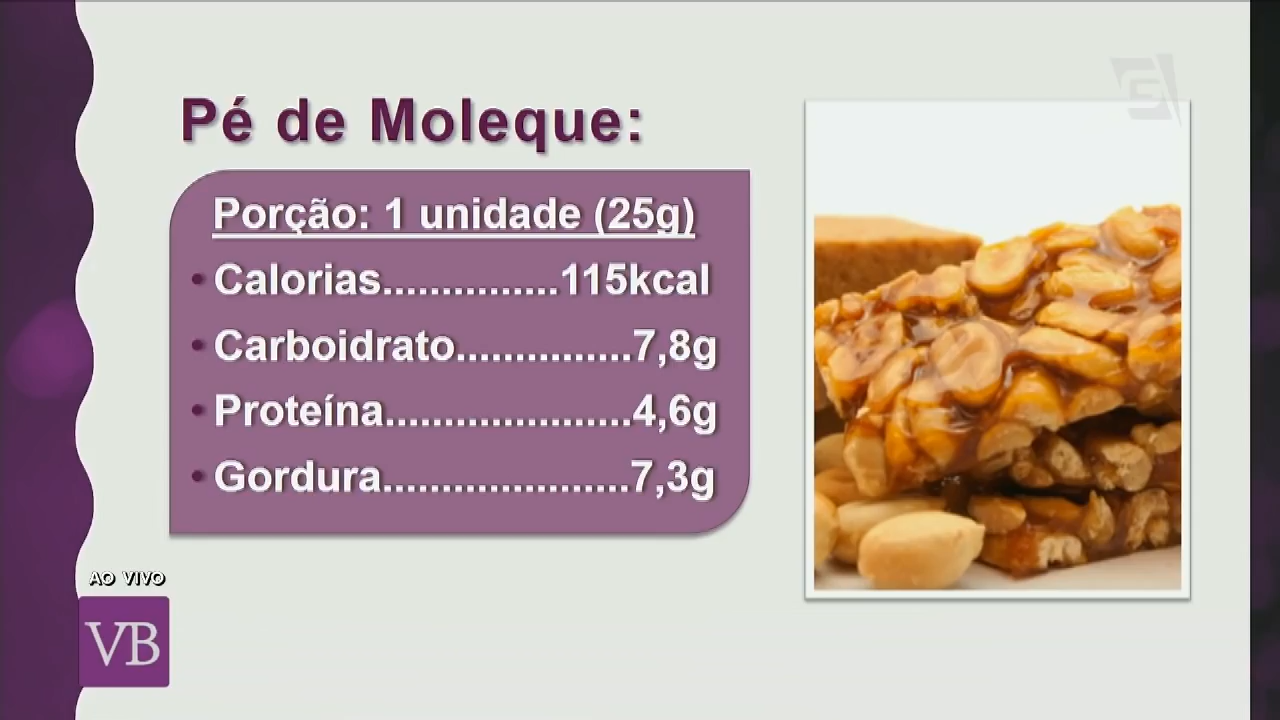 Pé de Moleque:
Porção: 1 unidade (25g)
• Calorias...............115kcal
• Carboidrato...............7,8g
• Proteína.....................4,6g
• Gordura.....................7,3g
AO VIVO
VB